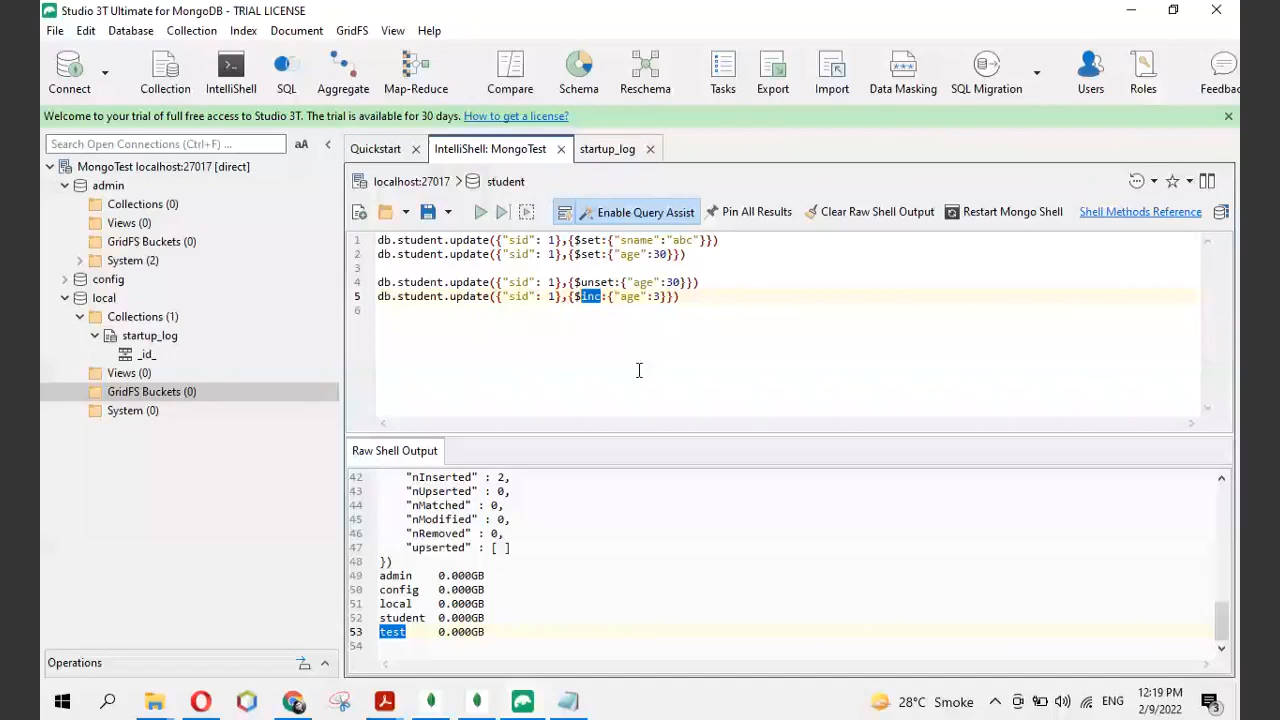 Studio 3T Ultimate for MongoDB - TRIAL LICENSE
File Edit Database Collection Index Document GridFS View Help
Connect Collection IntelliShell SQL Aggregate Map-Reduce Compare Schema Reschema Tasks Export Import Data Masking SQL Migration Users Roles Feedbac
Welcome to your trial of full free access to Studio 3T. The trial is available for 30 days. How to get a license?
Search Open Connections (Ctrl+F) ... aA
Quickstart IntelliShell: MongoTest startup_log
MongoTest localhost:27017 [direct]
admin
Collections (0)
Views (0)
GridFS Buckets (0)
System (2)
config
local
Collections (1)
startup_log
_id_
Views (0)
GridFS Buckets (0)
System (0)
Operations
localhost:27017 student
Enable Query Assist Pin All Results Clear Raw Shell Output Restart Mongo Shell Shell Methods Reference
1 db.student.update({"sid": 1},{$set:{"sname":"abc"}})
2 db.student.update({"sid": 1},{$set:{"age":30}})
3
4 db.student.update({"sid": 1},{$unset:{"age":30}})
5 db.student.update({"sid": 1},{$inc:{"age":3}})
6
Raw Shell Output
42 "nInserted" : 2,
43 "nUpserted" : 0,
44 "nMatched" : 0,
45 "nModified" : 0,
46 "nRemoved" : 0,
47 "upserted" : [ ]
48 })
49 admin 0.000GB
50 config 0.000GB
51 local 0.000GB
52 student 0.000GB
53 test 0.000GB
54
28°C Smoke ENG 12:19 PM
2/9/2022
3